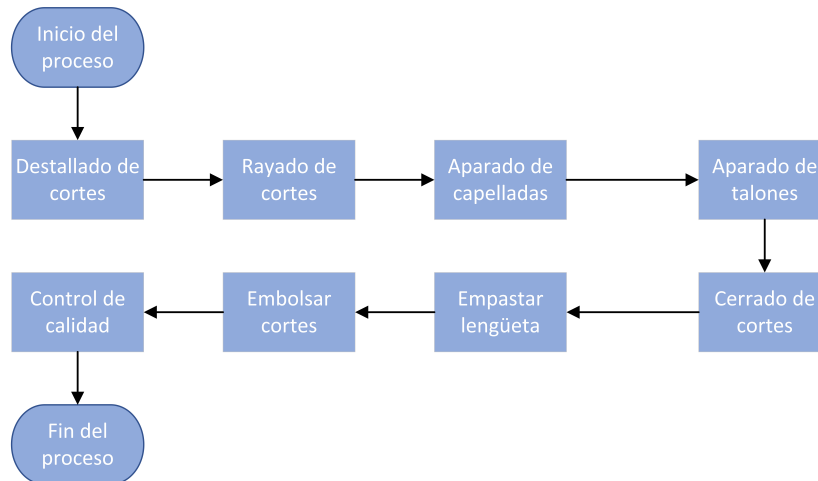 Inicio del
proceso
Destallado de
cortes
Rayado de
cortes
Aparado de
capelladas
Aparado de
talones
Cerrado de
cortes
Empastar
lengüeta
Embolsar
cortes
Control de
calidad
Fin del
proceso